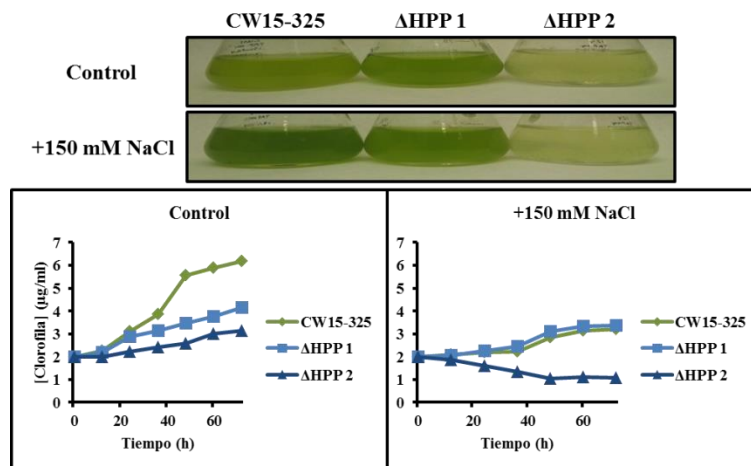 CW15-325 ΔHPP 1 ΔHPP 2
Control
+150 mM NaCl
Control
[Clorofila] (µg/ml)
7
6
5
4
3
2
1
0
0 20 40 60
Tiempo (h)
CW15-325
ΔHPP 1
ΔHPP 2
+150 mM NaCl
7
6
5
4
3
2
1
0
0 20 40 60
Tiempo (h)
CW15-325
ΔHPP 1
ΔHPP 2